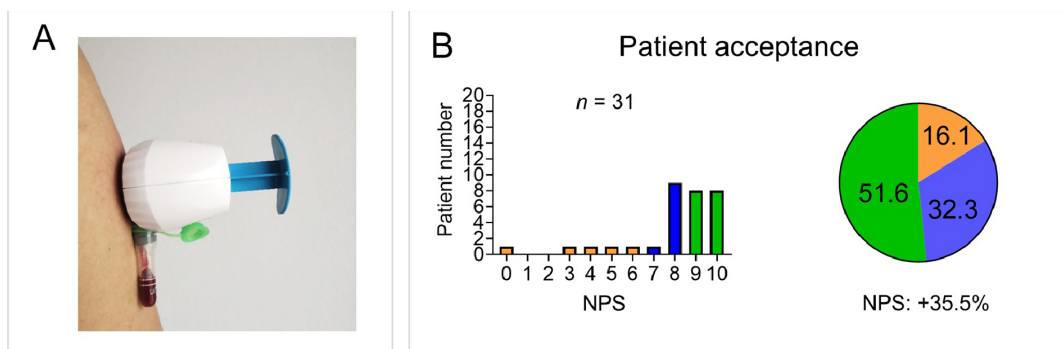 A
B
Patient acceptance
n = 31
Patient number
20
18
16
14
12
10
8
6
4
2
0
0 1 2 3 4 5 6 7 8 9 10
NPS
16.1
51.6
32.3
NPS: +35.5%